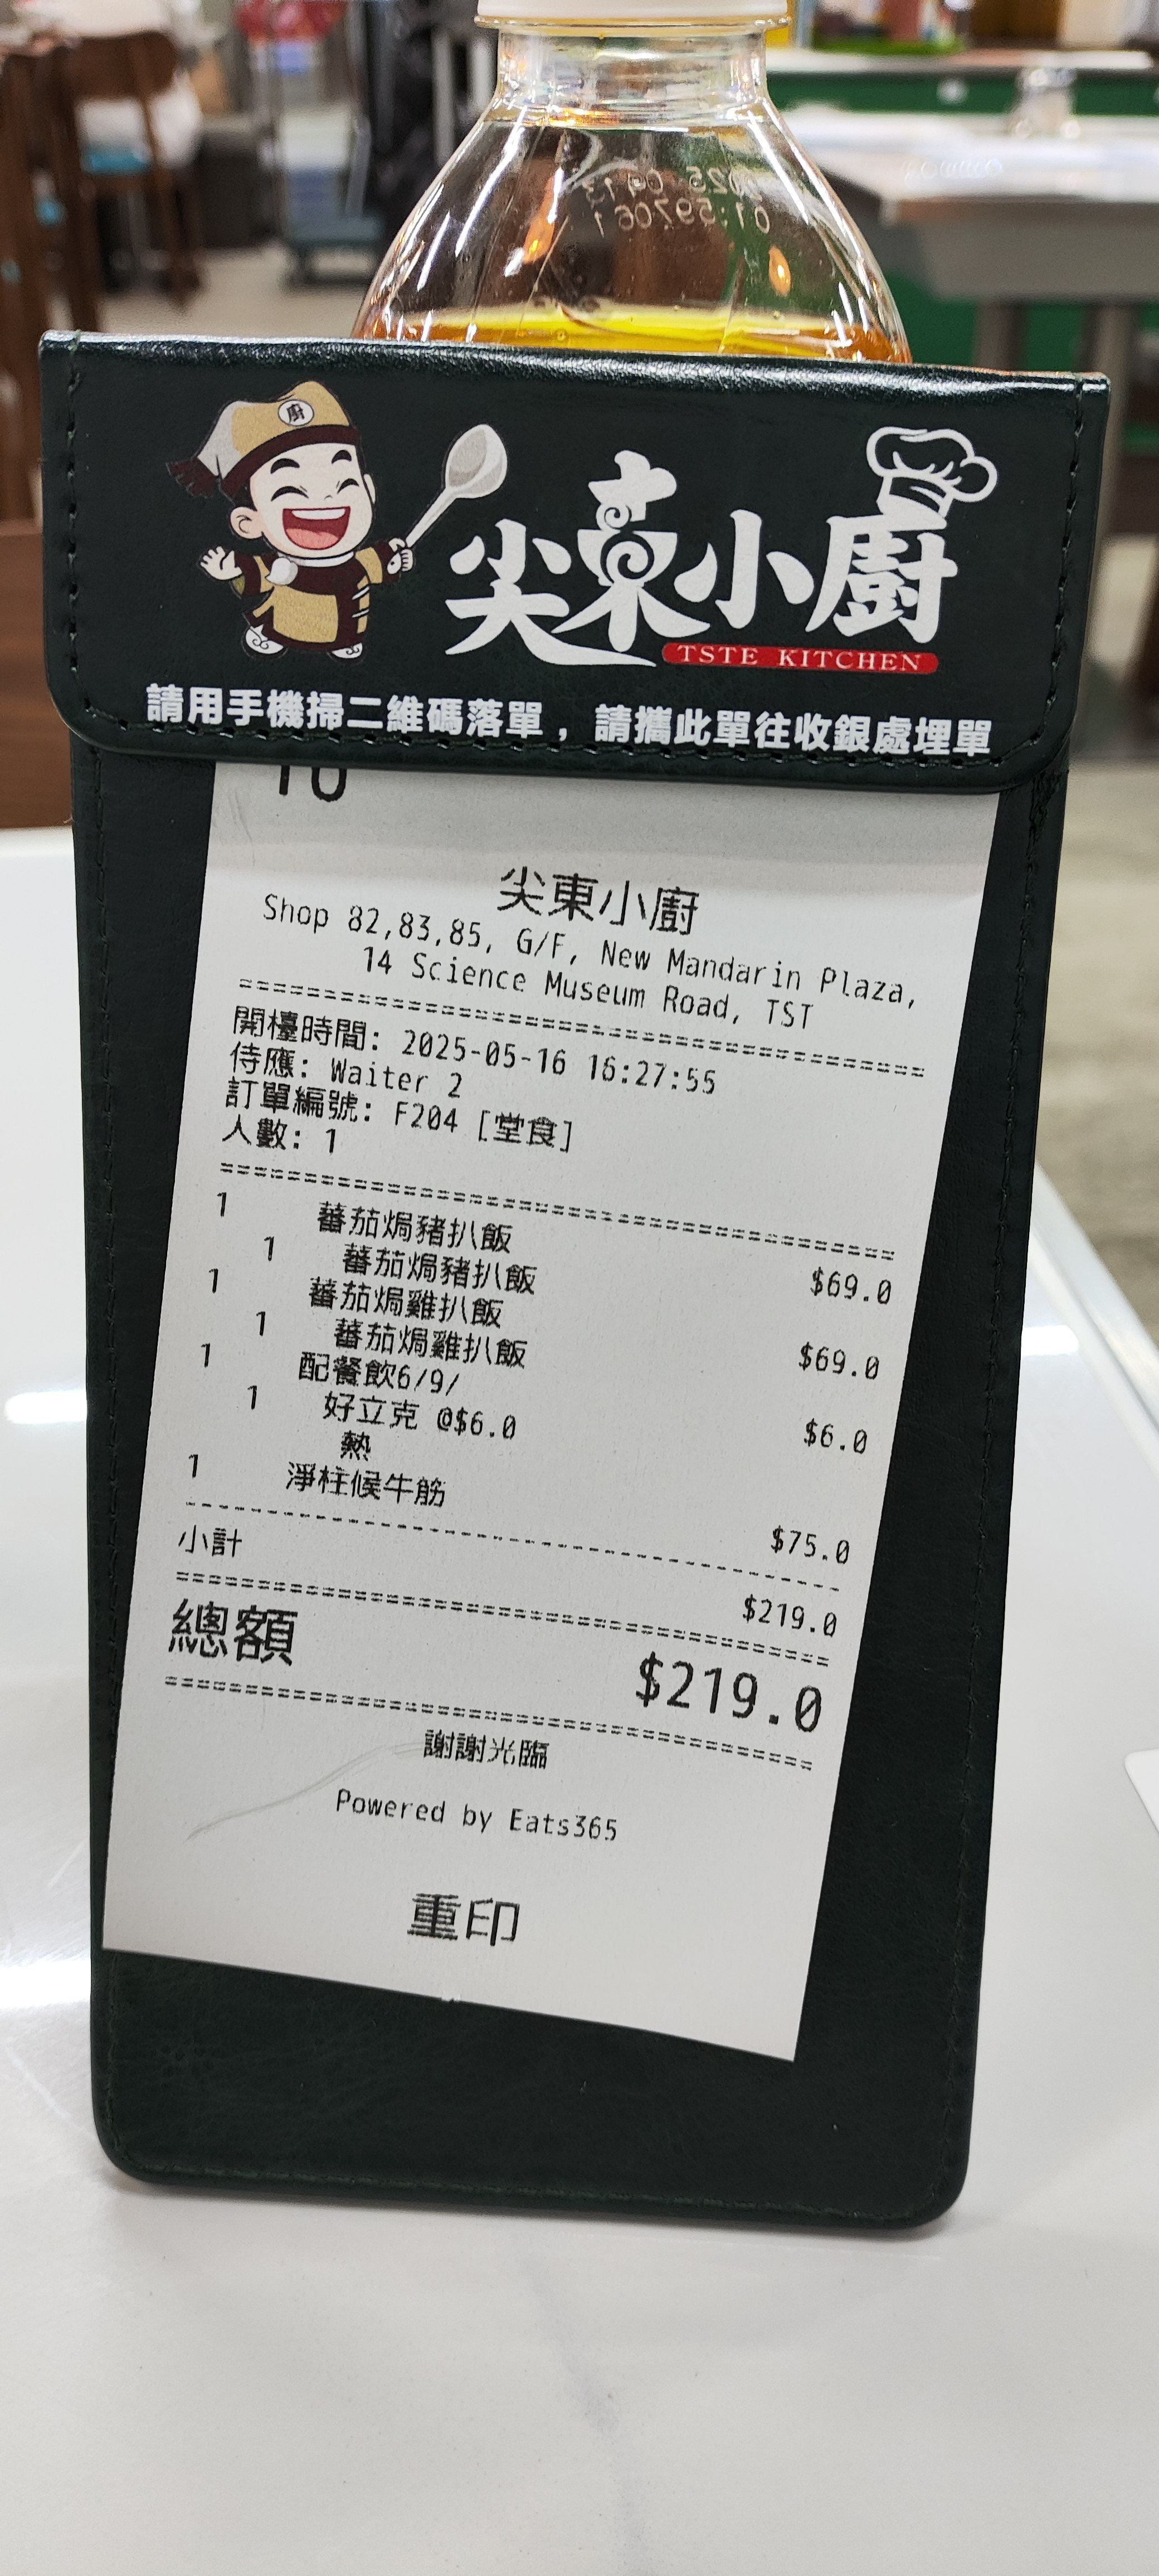 廚
尖東小廚
TSTE KITCHEN
請用手機掃二維碼落單，請攜此單往收銀處埋單
尖東小廚
Shop 82,83,85, G/F, New Mandarin Plaza,
14 Science Museum Road, TST
開檯時間: 2025-05-16 16:27:55
侍應: Waiter 2
訂單編號: F204 [堂食]
人數: 1
1 蕃茄焗豬扒飯 $69.0
1 蕃茄焗豬扒飯
1 蕃茄焗雞扒飯 $69.0
1 蕃茄焗雞扒飯
1 配餐飲6/9/ $6.0
1 好立克 @$6.0
熱
1 淨柱候牛筋 $75.0
小計 $219.0
總額 $219.0
謝謝光臨
Powered by Eats365
重印